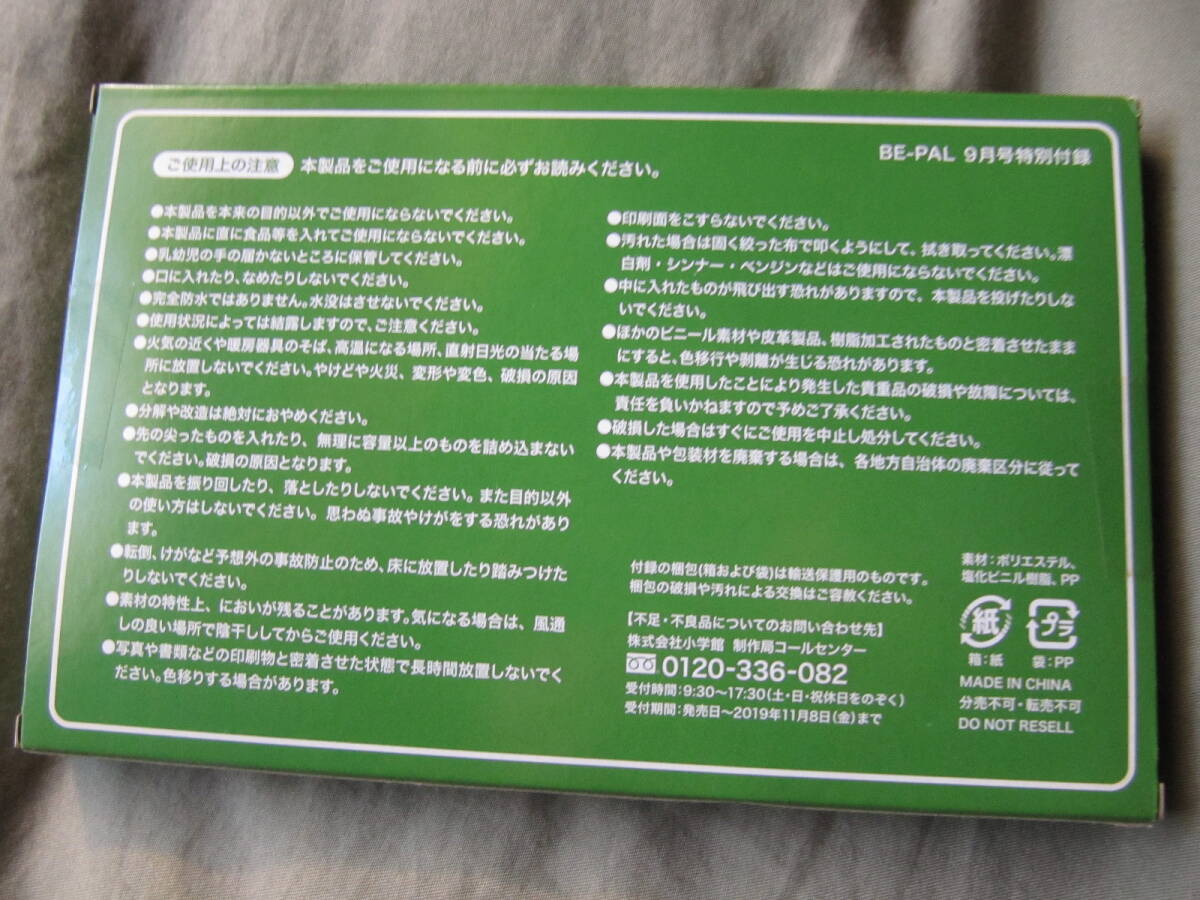 BE-PAL 9月号特別付録
ご使用上の注意 本製品をご使用になる前に必ずお読みください。
●本製品を本来の目的以外でご使用にならないでください。
●本製品に直に食品等を入れてご使用にならないでください。
●乳幼児の手の届かないところに保管してください。
●口に入れたり、なめたりしないでください。
●完全防水ではありません。水没はさせないでください。
●使用状況によっては結露しますので、ご注意ください。
●火気の近くや暖房器具のそば、高温になる場所、直射日光の当たる場
所に放置しないでください。やけどや火災、変形や変色、破損の原因
となります。
●分解や改造は絶対におやめください。
●先の尖ったものを入れたり、無理に容量以上のものを詰め込まない
でください。破損の原因となります。
●本製品を振り回したり、落としたりしないでください。また目的以外
の使い方はしないでください。思わぬ事故やけがをする恐れがあり
ます。
●転倒、けがなど予想外の事故防止のため、床に放置したり踏みつけた
りしないでください。
●素材の特性上、においが残ることがあります。気になる場合は、風通
しの良い場所で陰干ししてからご使用ください。
●写真や書類などの印刷物と密着させた状態で長時間放置しないでく
ださい。色移りする場合があります。
●印刷面をこすらないでください。
●汚れた場合は固く絞った布で叩くようにして、拭き取ってください。漂
白剤・シンナー・ベンジンなどはご使用にならないでください。
●中に入れたものが飛び出す恐れがありますので、本製品を投げたりしな
いでください。
●ほかのビニール素材や皮革製品、樹脂加工されたものと密着させたまま
にすると、色移行や剥離が生じる恐れがあります。
●本製品を使用したことにより発生した貴重品の破損や故障については、
責任を負いかねますので予めご了承ください。
●破損した場合はすぐにご使用を中止し処分してください。
●本製品や包装材を廃棄する場合は、各地方自治体の廃棄区分に従って
ください。
付録の梱包(箱および袋)は輸送保護用のものです。
梱包の破損や汚れによる交換はご容赦ください。
【不足・不良品についてのお問い合わせ先】
株式会社小学館 制作局コールセンター
0120-336-082
受付時間:9:30〜17:30(土・日・祝休日をのぞく)
受付期間:発売日〜2019年11月8日(金)まで
素材:ポリエステル、
塩化ビニル樹脂、PP
紙 プラ
箱:紙 袋:PP
MADE IN CHINA
分売不可・転売不可
DO NOT RESELL